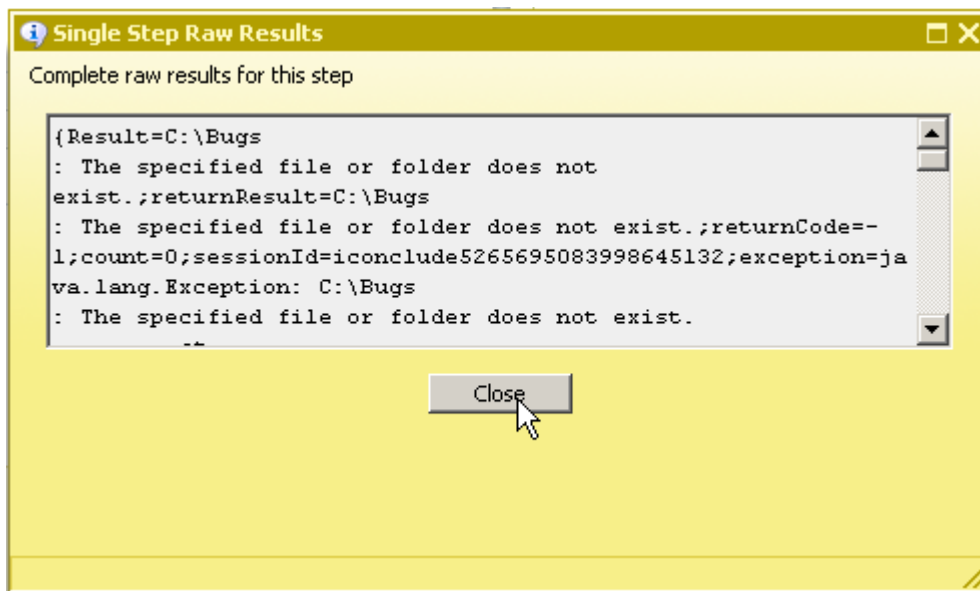 Single Step Raw Results
Complete raw results for this step
{Result=C:\Bugs
: The specified file or folder does not
exist.;returnResult=C:\Bugs
: The specified file or folder does not exist.;returnCode=-
1;count=0;sessionId=iconclude5265695083998645132;exception=ja
va.lang.Exception: C:\Bugs
: The specified file or folder does not exist.
Close